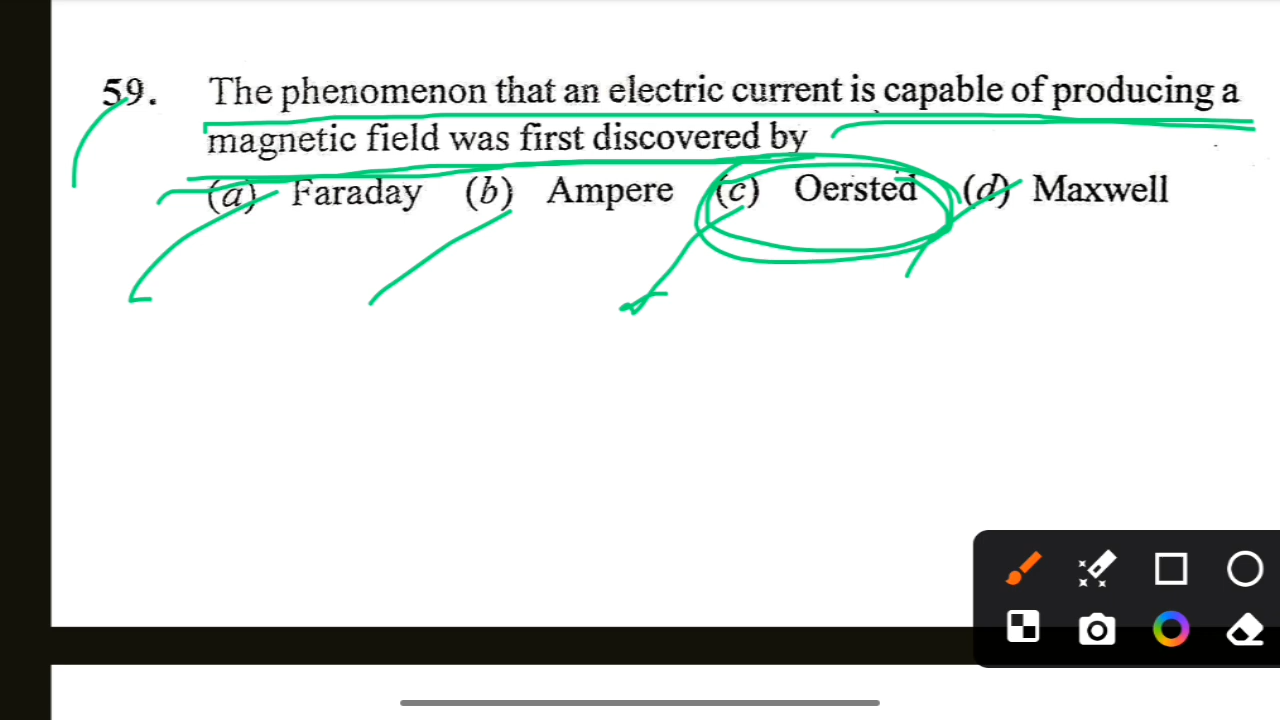 59. The phenomenon that an electric current is capable of producing a
magnetic field was first discovered by
(a) Faraday (b) Ampere (c) Oersted (d) Maxwell